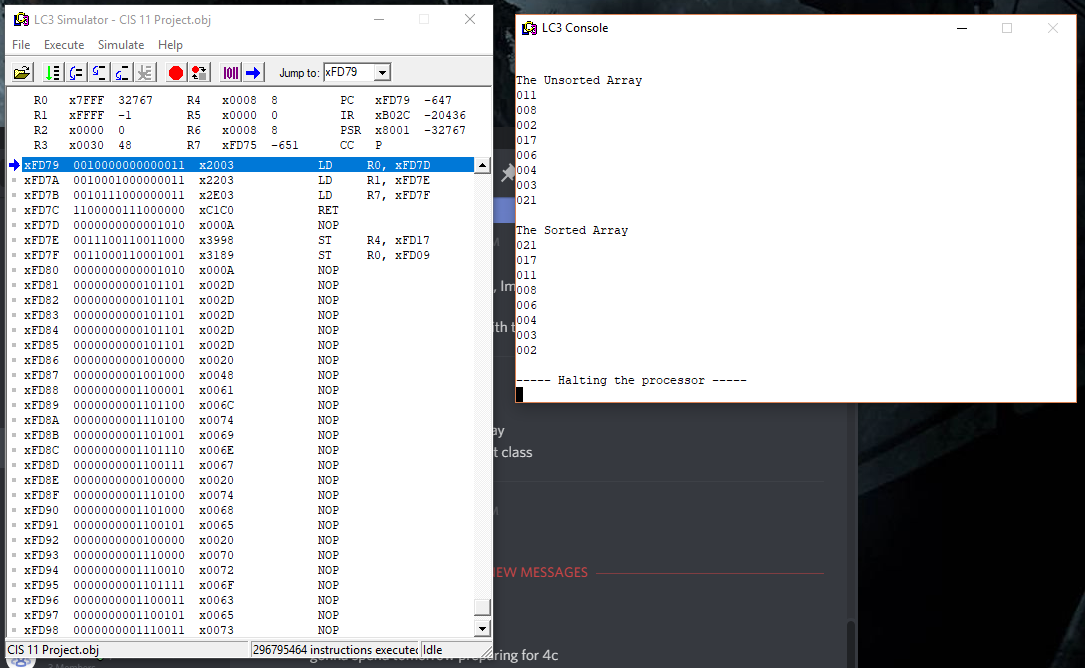 LC3 Simulator - CIS 11 Project.obj
File Execute Simulate Help
Jump to: xFD79
R0 x7FFF 32767 R4 x0008 8 PC xFD79 -647
R1 xFFFF -1 R5 x0000 0 IR xB02C -20436
R2 x0000 0 R6 x0008 8 PSR x8001 -32767
R3 x0030 48 R7 xFD75 -651 CC P
xFD79 0010000000000011 x2003 LD R0, xFD7D
xFD7A 0010001000000011 x2203 LD R1, xFD7E
xFD7B 0010111000000011 x2E03 LD R7, xFD7F
xFD7C 1100000111000000 xC1C0 RET
xFD7D 0000000000001010 x000A NOP
xFD7E 0011100110011000 x3998 ST R4, xFD17
xFD7F 0011000110001001 x3189 ST R0, xFD09
xFD80 0000000000001010 x000A NOP
xFD81 0000000000101101 x002D NOP
xFD82 0000000000101101 x002D NOP
xFD83 0000000000101101 x002D NOP
xFD84 0000000000101101 x002D NOP
xFD85 0000000000101101 x002D NOP
xFD86 0000000000100000 x0020 NOP
xFD87 0000000001001000 x0048 NOP
xFD88 0000000001100001 x0061 NOP
xFD89 0000000001101100 x006C NOP
xFD8A 0000000001110100 x0074 NOP
xFD8B 0000000001101001 x0069 NOP
xFD8C 0000000001101110 x006E NOP
xFD8D 0000000001100111 x0067 NOP
xFD8E 0000000000100000 x0020 NOP
xFD8F 0000000001110100 x0074 NOP
xFD90 0000000001101000 x0068 NOP
xFD91 0000000001100101 x0065 NOP
xFD92 0000000000100000 x0020 NOP
xFD93 0000000001110000 x0070 NOP
xFD94 0000000001110010 x0072 NOP
xFD95 0000000001101111 x006F NOP
xFD96 0000000001100011 x0063 NOP
xFD97 0000000001100101 x0065 NOP
xFD98 0000000001110011 x0073 NOP
CIS 11 Project.obj 296795464 instructions executed Idle
LC3 Console
The Unsorted Array
011
008
002
017
006
004
003
021
The Sorted Array
021
017
011
008
006
004
003
002
----- Halting the processor -----
, Im
ith t
ay
t class
EW MESSAGES
gonna spend tomorrow preparing for 4c
3 Members